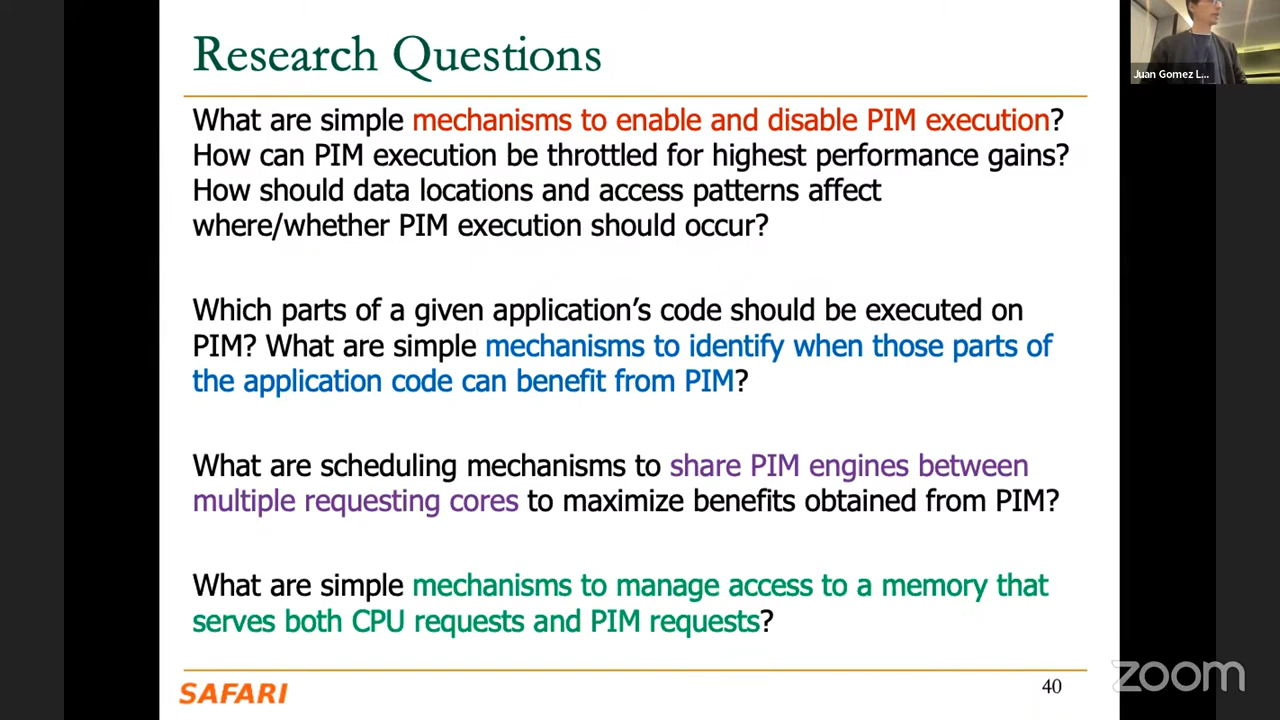 Research Questions
What are simple mechanisms to enable and disable PIM execution?
How can PIM execution be throttled for highest performance gains?
How should data locations and access patterns affect
where/whether PIM execution should occur?
Which parts of a given application's code should be executed on
PIM? What are simple mechanisms to identify when those parts of
the application code can benefit from PIM?
What are scheduling mechanisms to share PIM engines between
multiple requesting cores to maximize benefits obtained from PIM?
What are simple mechanisms to manage access to a memory that
serves both CPU requests and PIM requests?
SAFARI
40
Juan Gomez L...
zoom